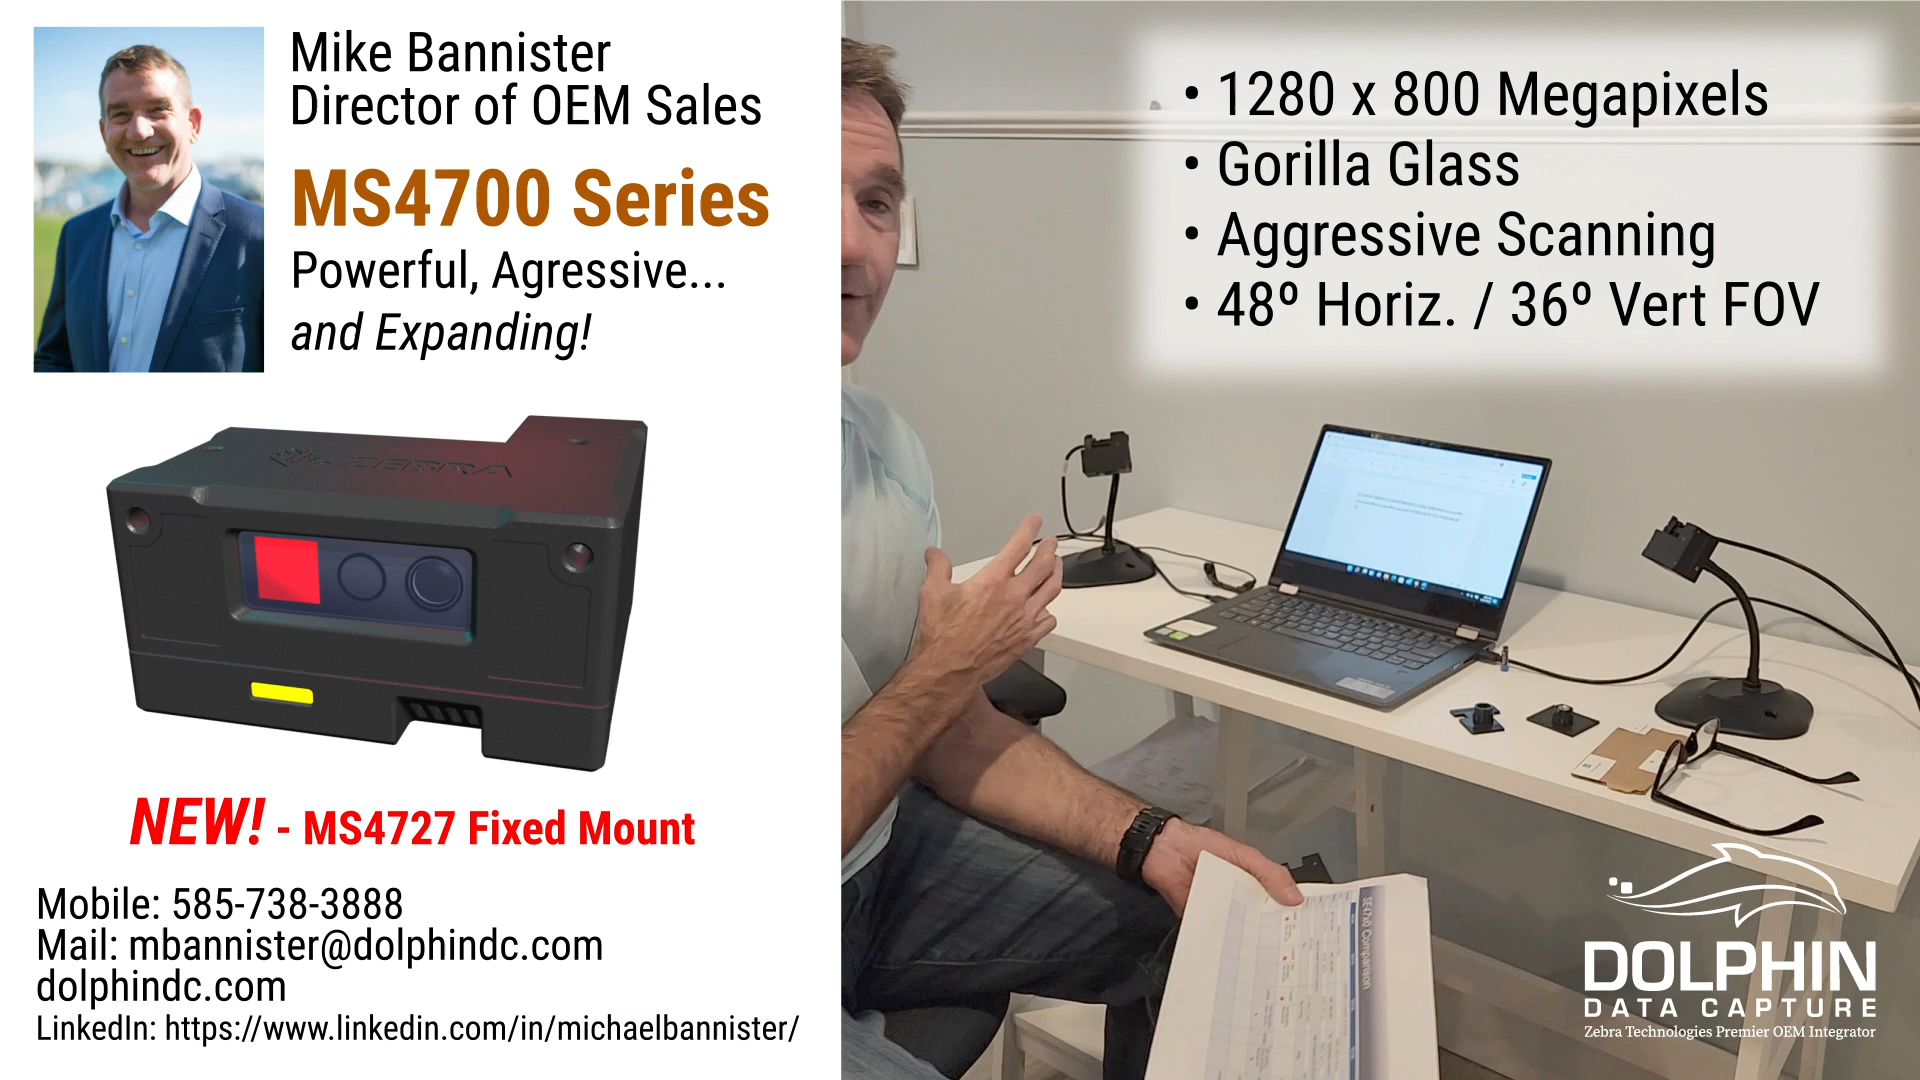 Mike Bannister
Director of OEM Sales
MS4700 Series
Powerful, Agressive...
and Expanding!
ZEBRA
NEW! - MS4727 Fixed Mount
Mobile: 585-738-3888
Mail: mbannister@dolphindc.com
dolphindc.com
LinkedIn: https://www.linkedin.com/in/michaelbannister/
• 1280 x 800 Megapixels
• Gorilla Glass
• Aggressive Scanning
• 48º Horiz. / 36º Vert FOV
SE47x0 Comparison
DOLPHIN
DATA CAPTURE
Zebra Technologies Premier OEM Integrator